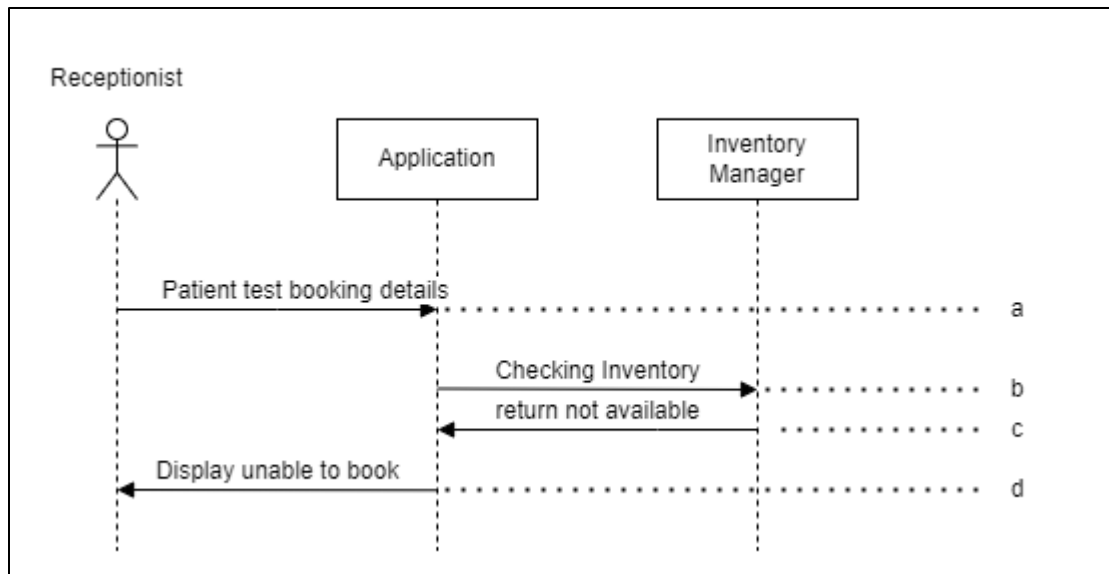 Receptionist
Application
Inventory
Manager
Patient test booking details
a
Checking Inventory
b
return not available
c
Display unable to book
d